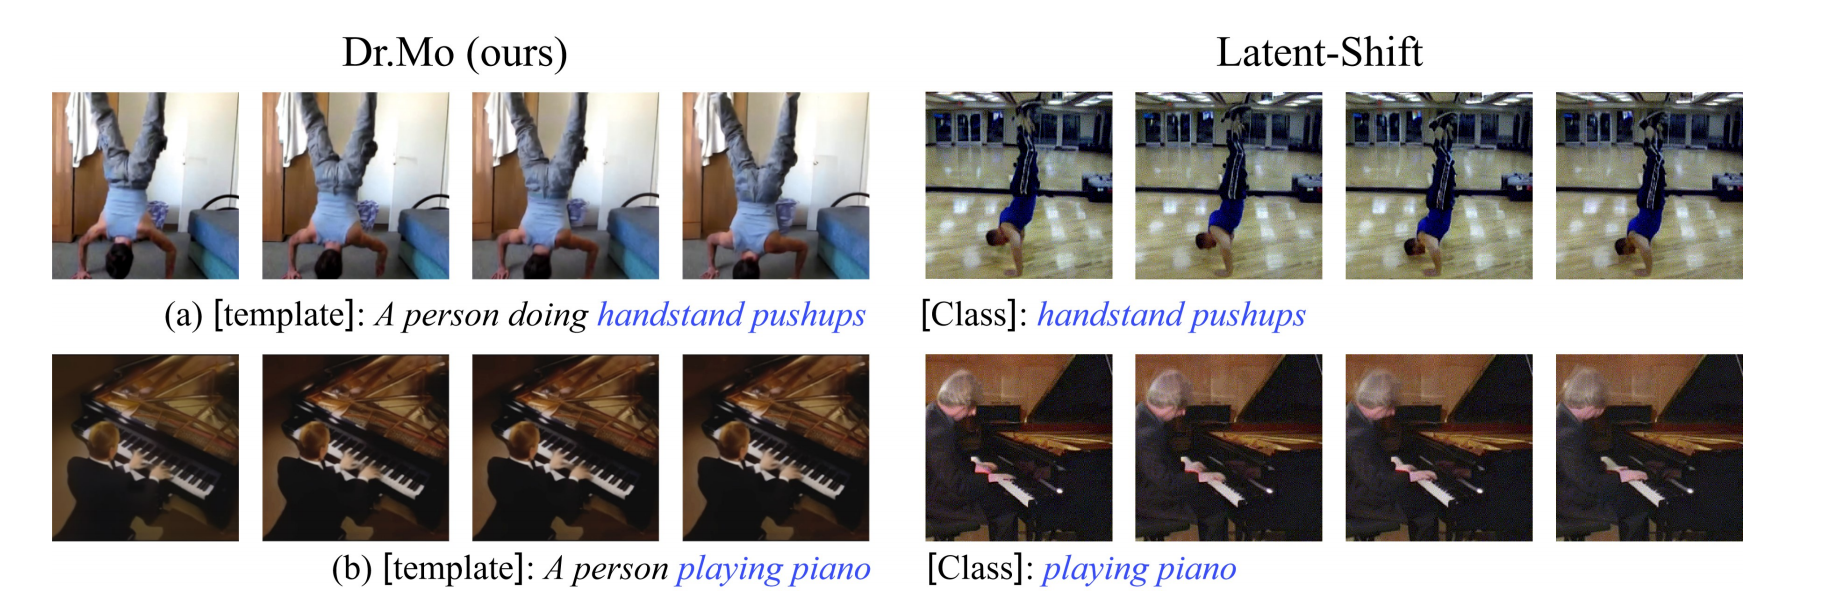 Dr.Mo (ours)
Latent-Shift
(a) [template]: A person doing handstand pushups
[Class]: handstand pushups
(b) [template]: A person playing piano
[Class]: playing piano